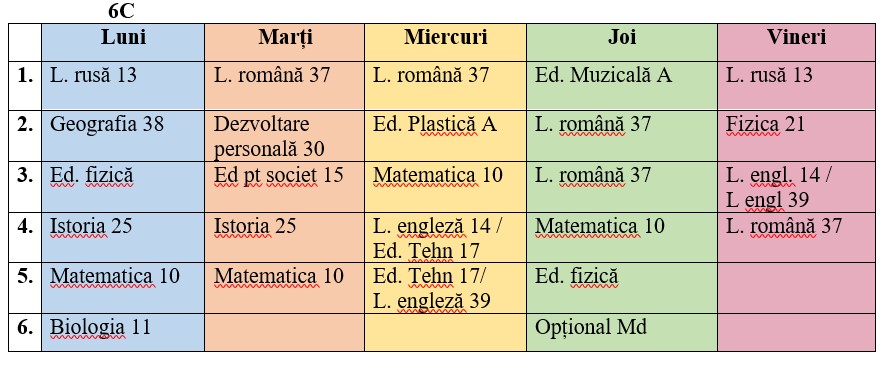 6C
Luni Marți Miercuri Joi Vineri
1. L. rusă 13 L. română 37 L. română 37 Ed. Muzicală A L. rusă 13
2. Geografia 38 Dezvoltare personală 30 Ed. Plastică A L. română 37 Fizica 21
3. Ed. fizică Ed pt societ 15 Matematica 10 L. română 37 L. engl. 14 / L engl 39
4. Istoria 25 Istoria 25 L. engleză 14 / Ed. Tehn 17 Matematica 10 L. română 37
5. Matematica 10 Matematica 10 Ed. Tehn 17/ L. engleză 39 Ed. fizică
6. Biologia 11 Opțional Md